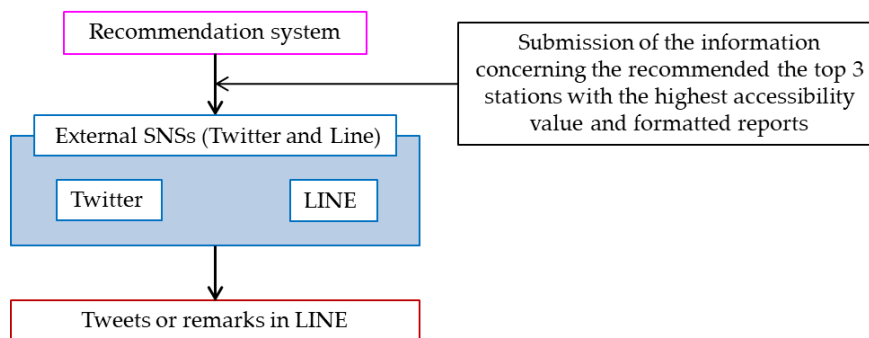 Recommendation system
Submission of the information
concerning the recommended the top 3
stations with the highest accessibility
value and formatted reports
External SNSs (Twitter and Line)
Twitter
LINE
Tweets or remarks in LINE